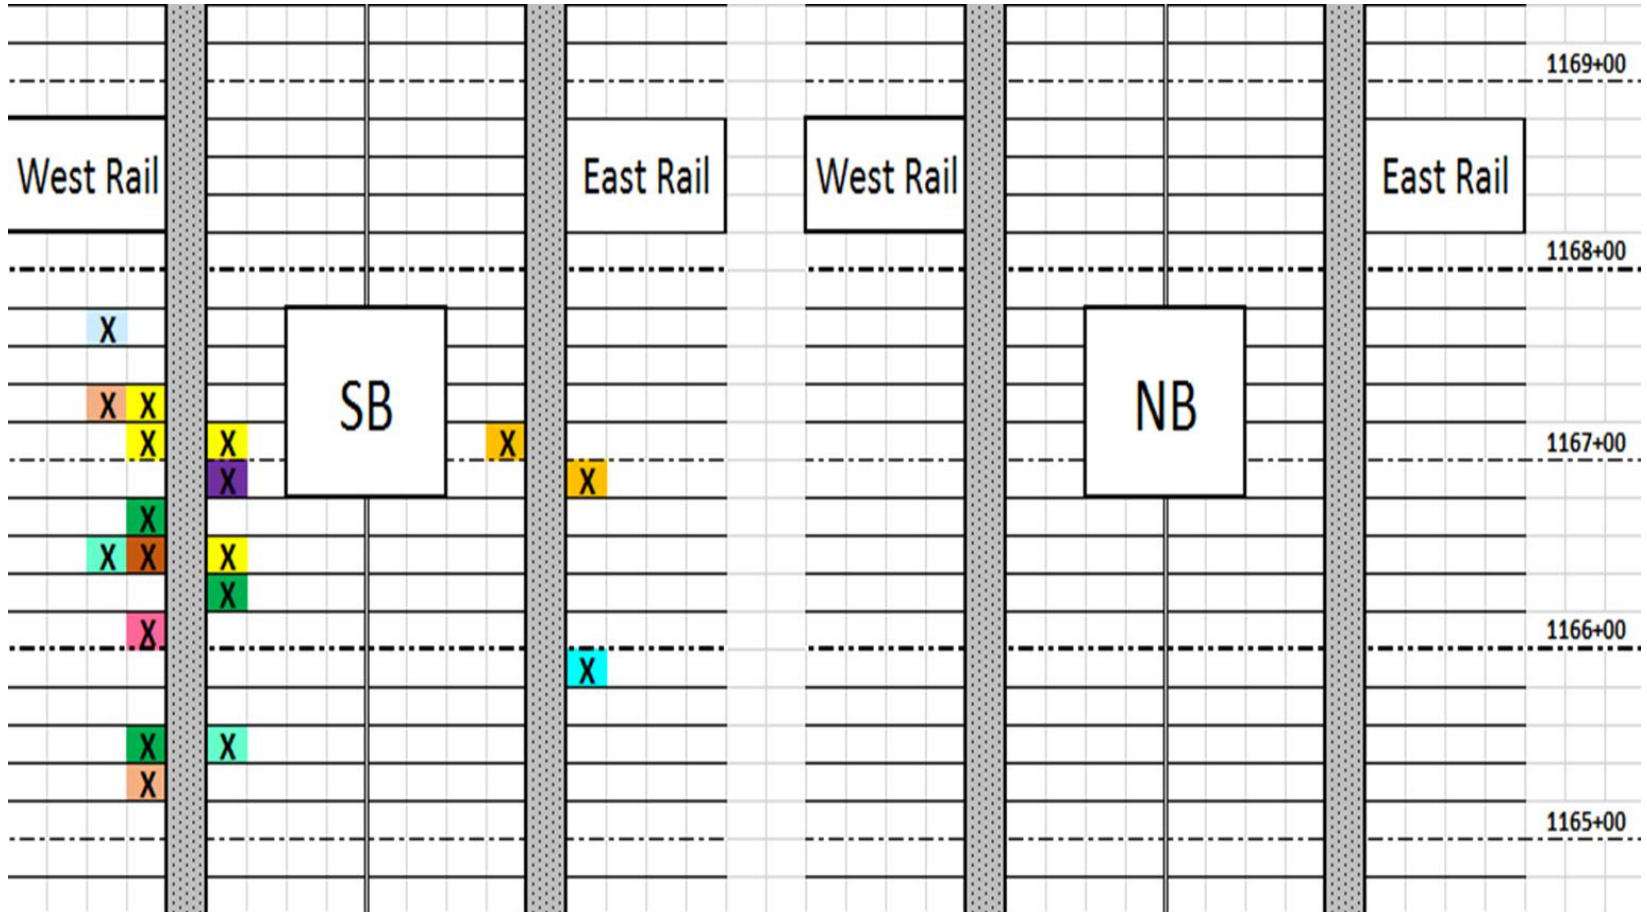 1169+00
West Rail East Rail West Rail East Rail
1168+00
X
X X
SB NB
X X X 1167+00
X X
X
X X X
X
X 1166+00
X
X X
X
1165+00